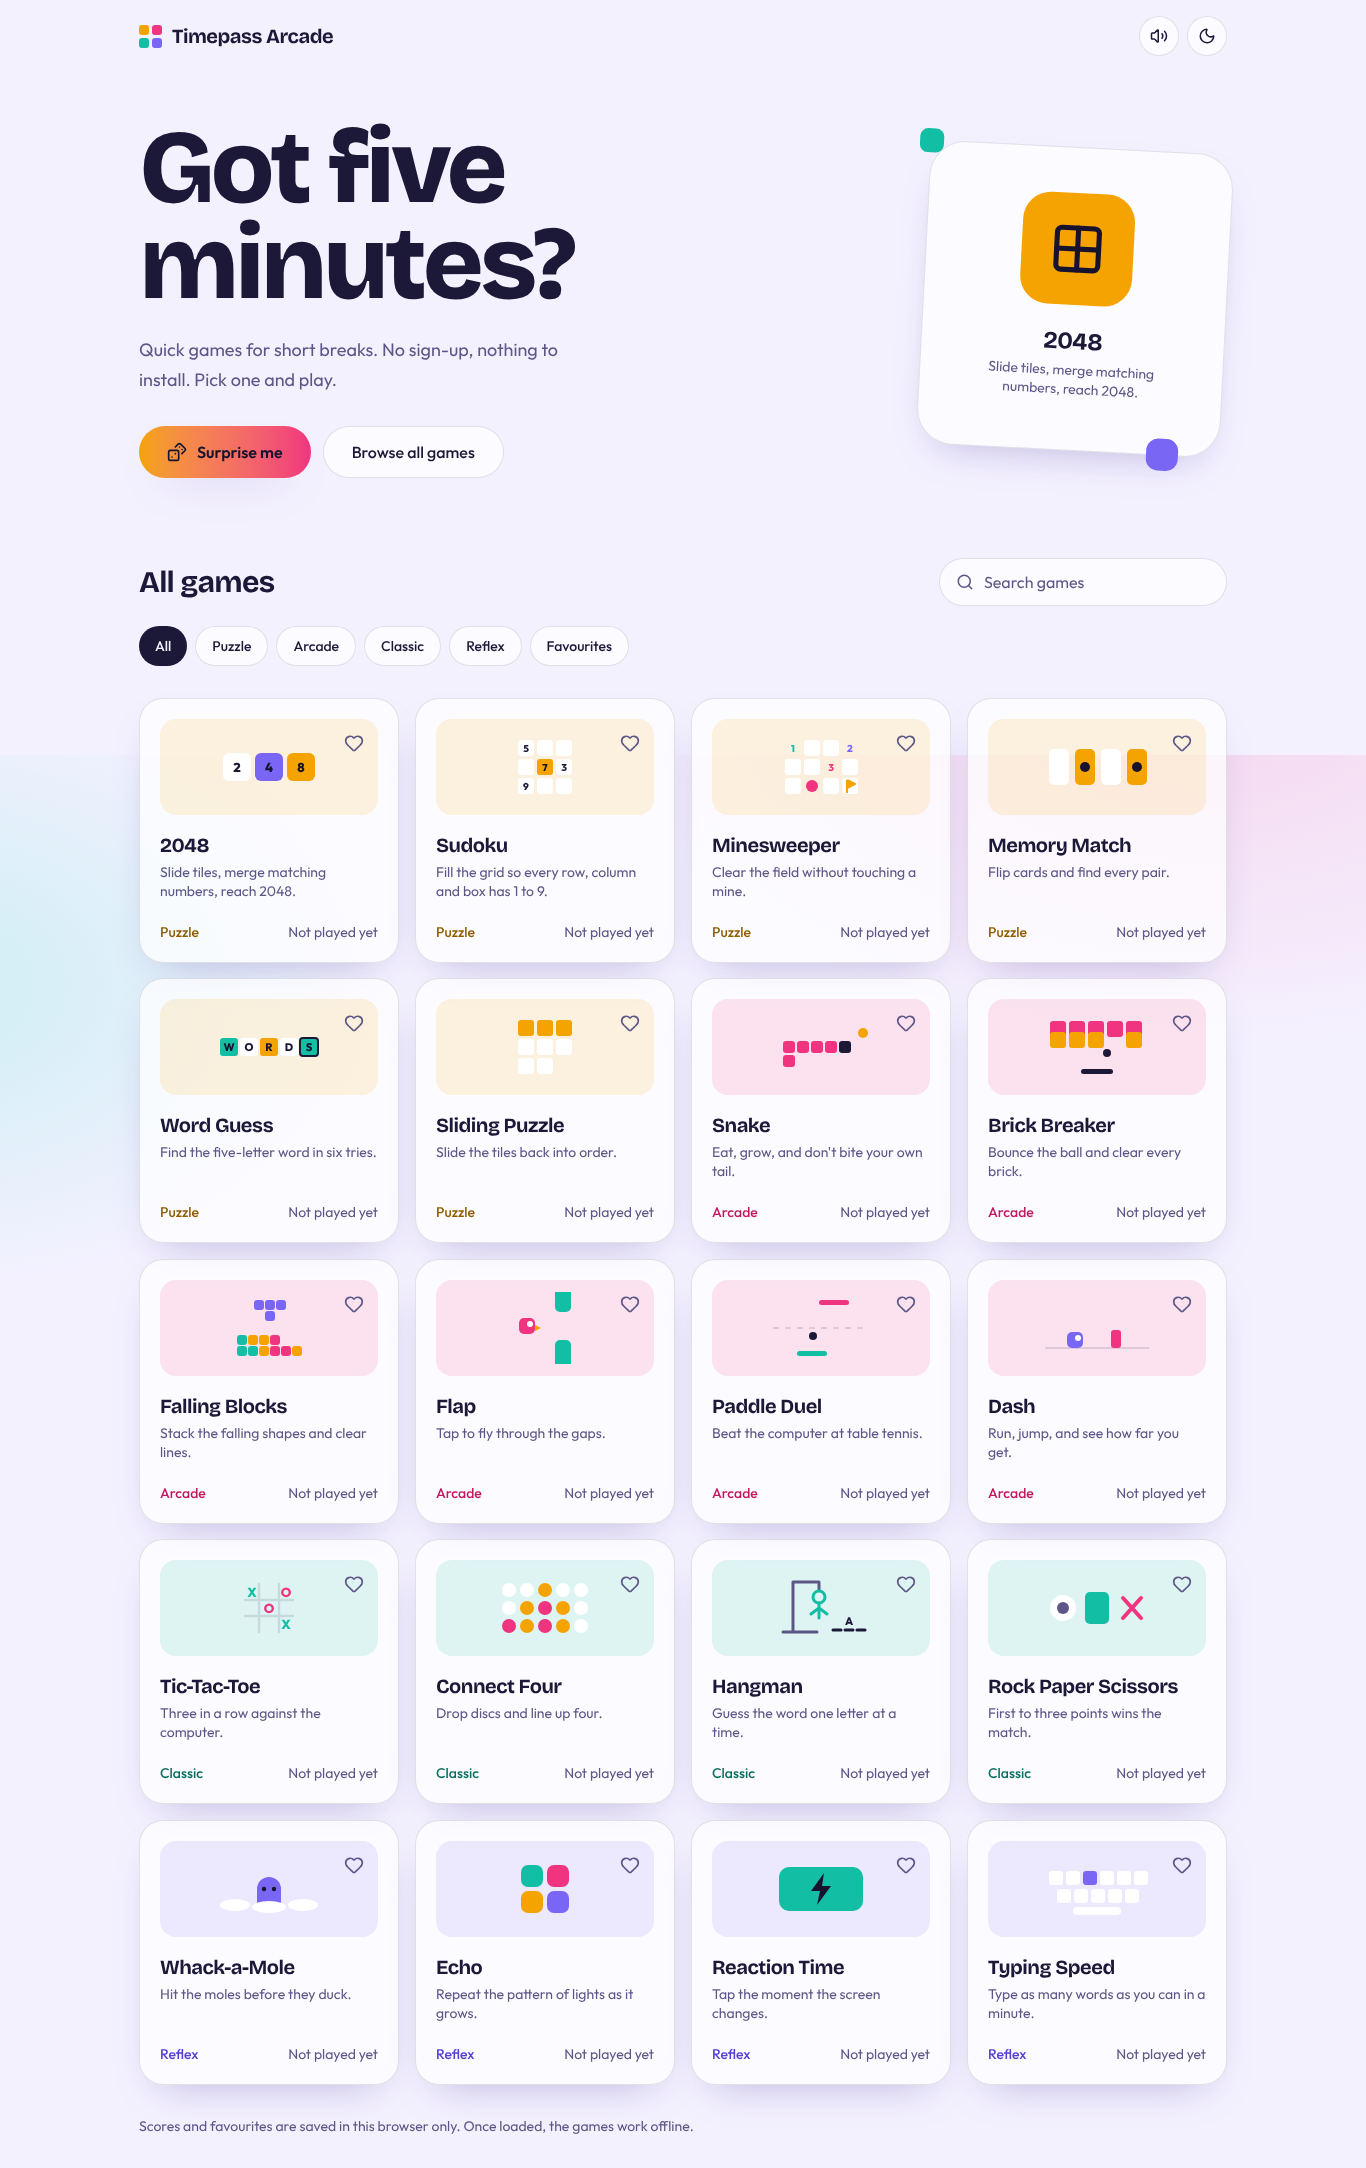 Timepass Arcade
Got five
minutes?
Quick games for short breaks. No sign-up, nothing to
install. Pick one and play.
Surprise me
Browse all games
2048
Slide tiles, merge matching
numbers, reach 2048.
All games
Search games
All
Puzzle
Arcade
Classic
Reflex
Favourites
2 4 8
2048
Slide tiles, merge matching
numbers, reach 2048.
Puzzle
Not played yet
5
7 3
9
Sudoku
Fill the grid so every row, column
and box has 1 to 9.
Puzzle
Not played yet
1 2
3
Minesweeper
Clear the field without touching a
mine.
Puzzle
Not played yet
Memory Match
Flip cards and find every pair.
Puzzle
Not played yet
W O R D S
Word Guess
Find the five-letter word in six tries.
Puzzle
Not played yet
Sliding Puzzle
Slide the tiles back into order.
Puzzle
Not played yet
Snake
Eat, grow, and don't bite your own
tail.
Arcade
Not played yet
Brick Breaker
Bounce the ball and clear every
brick.
Arcade
Not played yet
Falling Blocks
Stack the falling shapes and clear
lines.
Arcade
Not played yet
Flap
Tap to fly through the gaps.
Arcade
Not played yet
Paddle Duel
Beat the computer at table tennis.
Arcade
Not played yet
Dash
Run, jump, and see how far you
get.
Arcade
Not played yet
X O
O
X
Tic-Tac-Toe
Three in a row against the
computer.
Classic
Not played yet
Connect Four
Drop discs and line up four.
Classic
Not played yet
A
Hangman
Guess the word one letter at a
time.
Classic
Not played yet
Rock Paper Scissors
First to three points wins the
match.
Classic
Not played yet
Whack-a-Mole
Hit the moles before they duck.
Reflex
Not played yet
Echo
Repeat the pattern of lights as it
grows.
Reflex
Not played yet
Reaction Time
Tap the moment the screen
changes.
Reflex
Not played yet
Typing Speed
Type as many words as you can in a
minute.
Reflex
Not played yet
Scores and favourites are saved in this browser only. Once loaded, the games work offline.